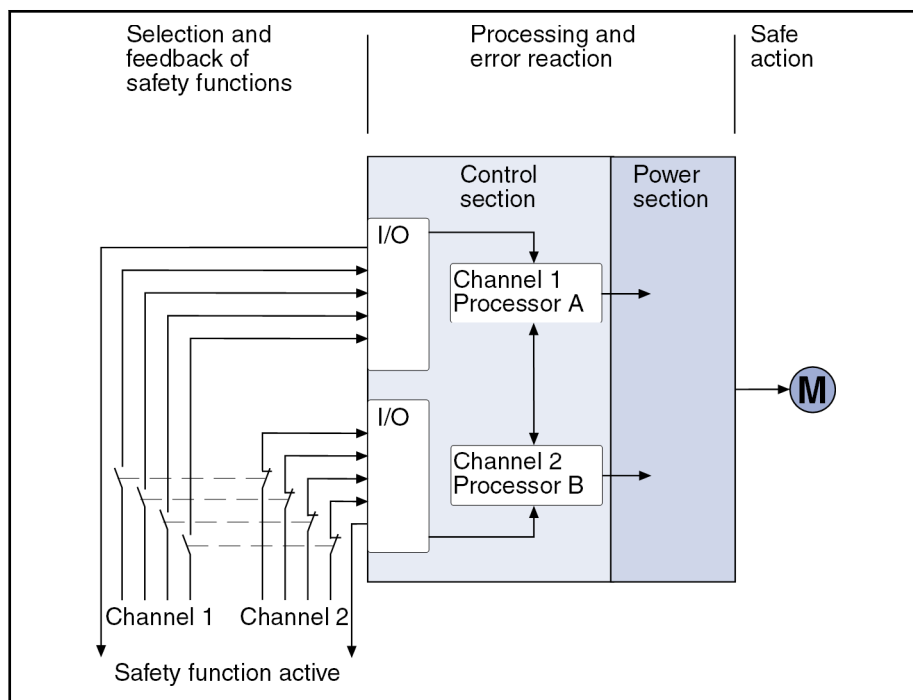 Selection and
feedback of
safety functions
Processing and
error reaction
Safe
action
Control
section
Power
section
I/O
Channel 1
Processor A
M
I/O
Channel 2
Processor B
Channel 1
Channel 2
Safety function active